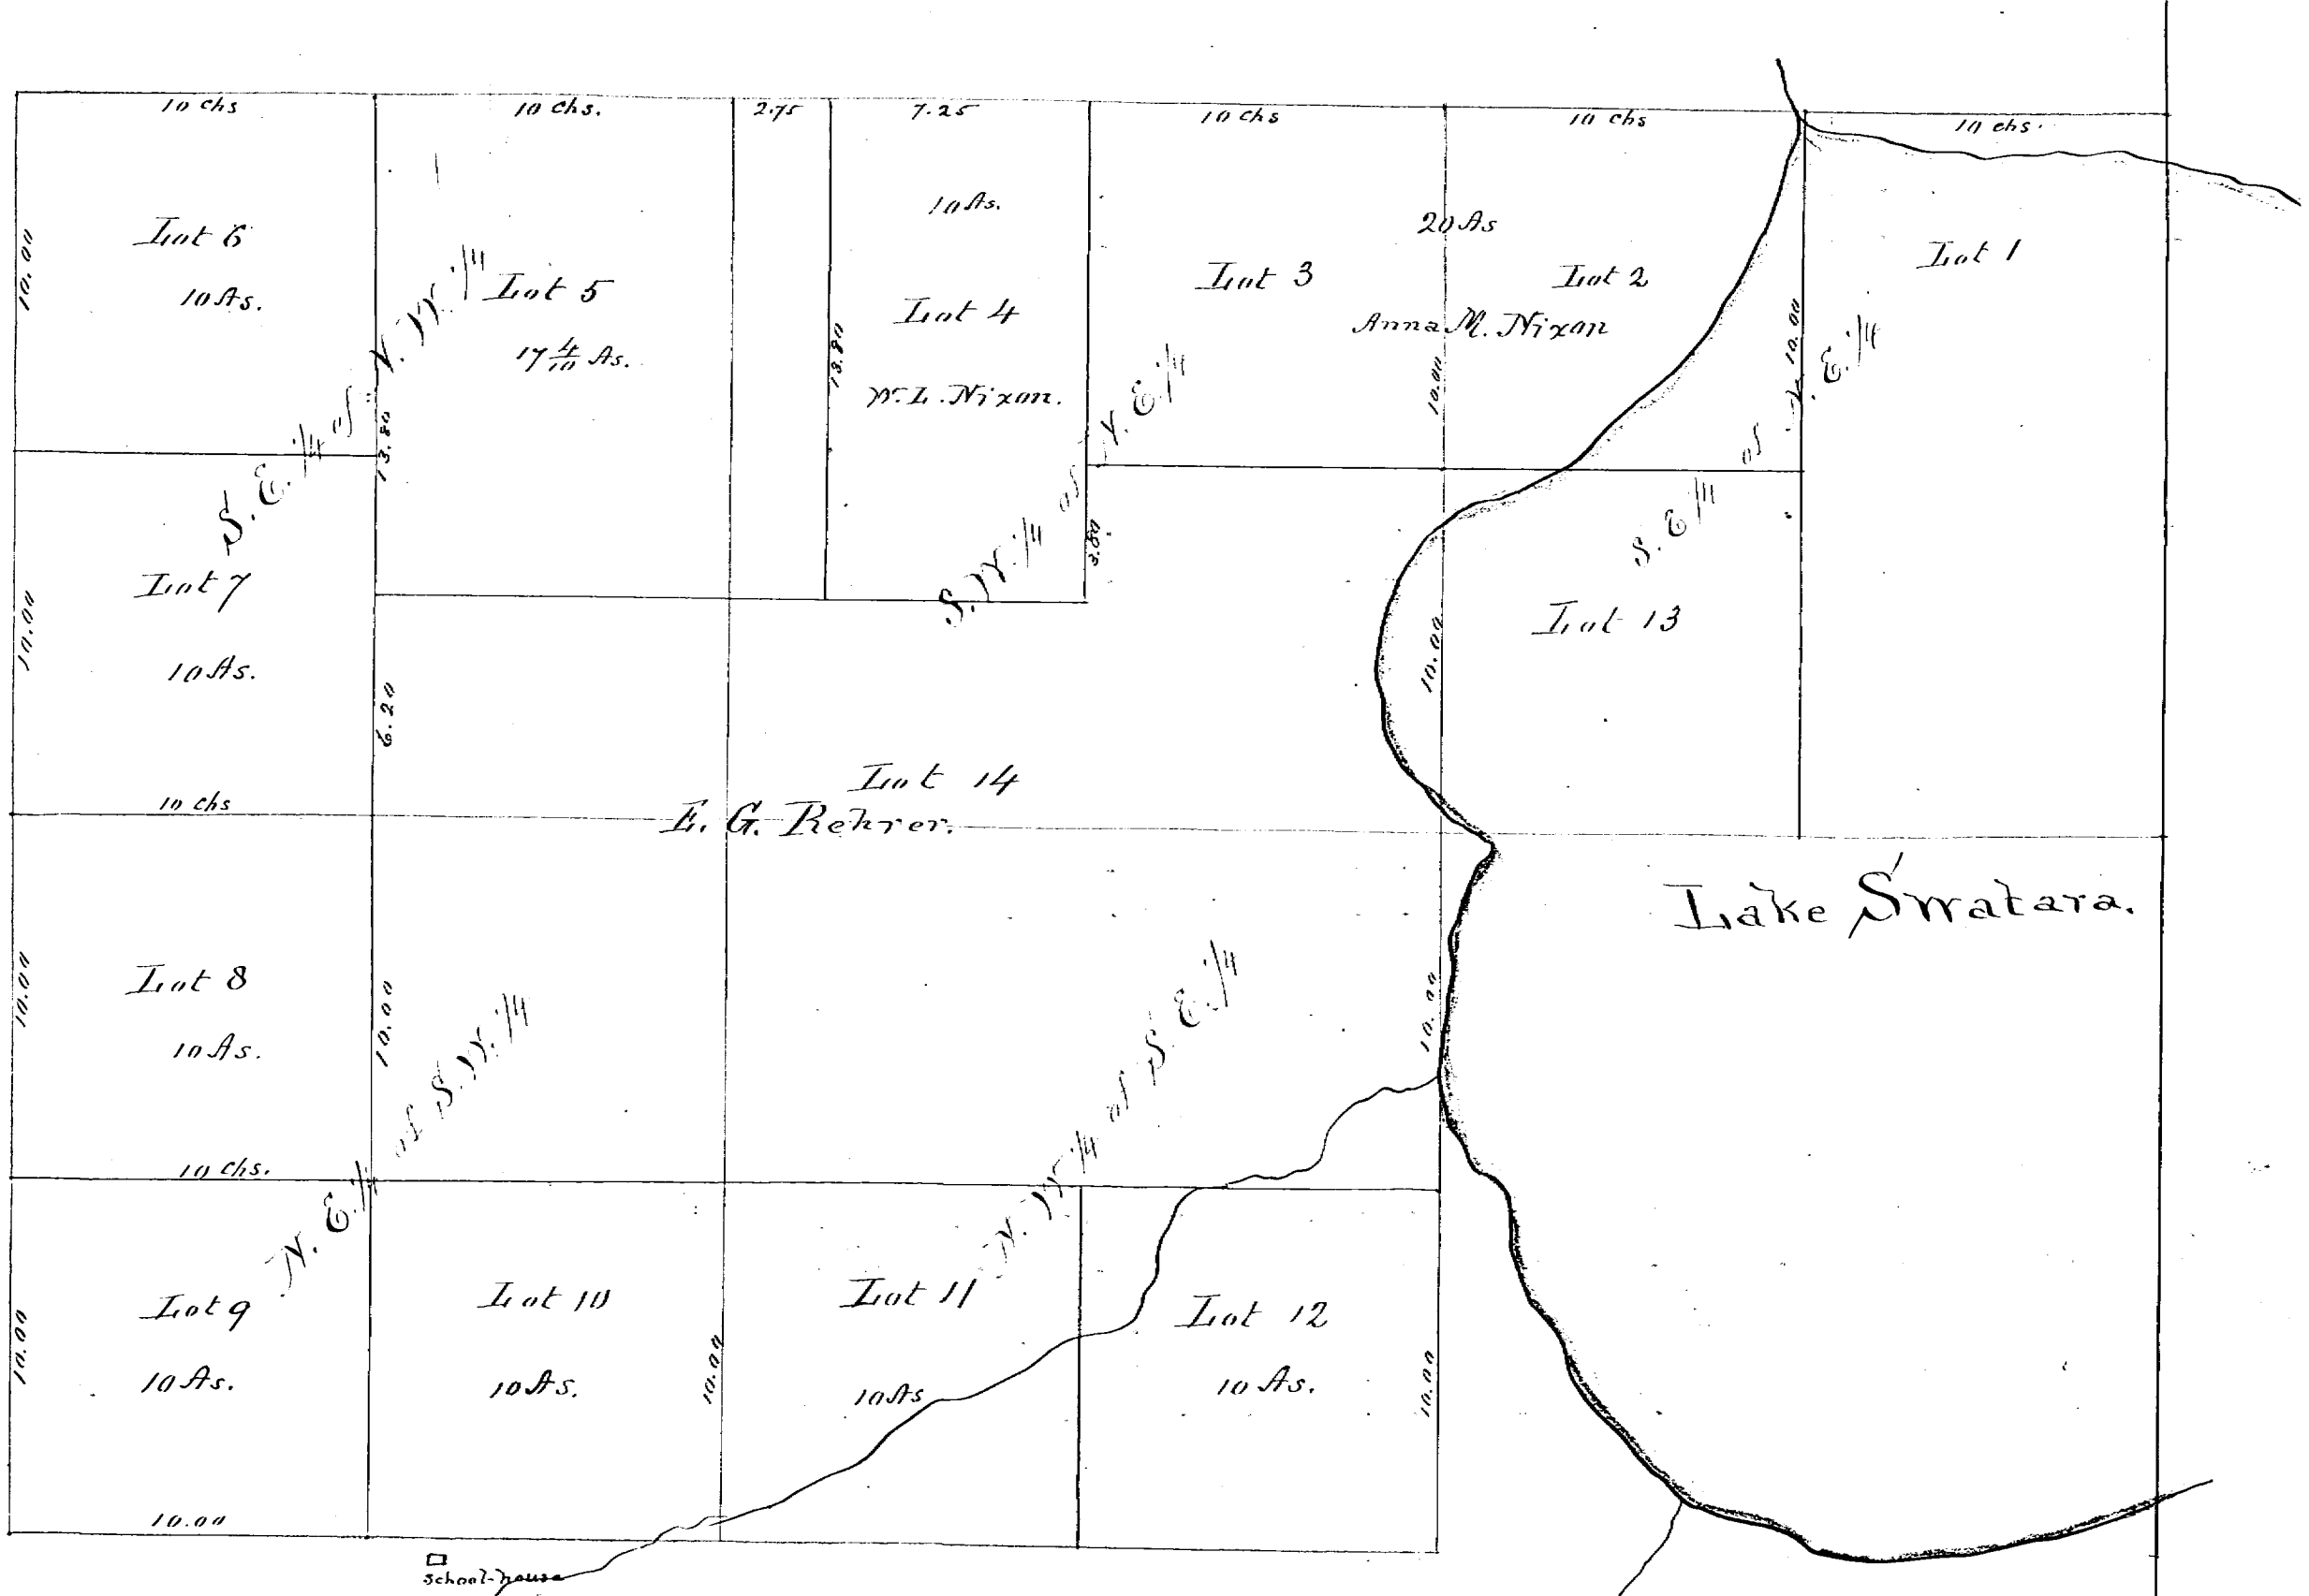 10 chs
10 chs.
2.75
7.25
10 chs
10 chs
10 chs.
10.00
Lot 6
10 As.
S. E. 1/4 of N. W. 1/4
13.80
Lot 5
17 4/10 As.
13.80
10 As.
Lot 4
W. L. Nixon.
S. W. 1/4 of N. E. 1/4
3.80
Lot 3
20 As
Lot 2
Anna M. Nixon
10.00
10.00
S. E 1/4 of N. E. 1/4
Lot 1
10.00
Lot 7
10 As.
10 chs
6.20
Lot 14
E. G. Rehrer.
10.00
Lot 13
Lake Swatara.
10.00
Lot 8
10 As.
10 chs.
10.00
N. E. 1/4 of S. W. 1/4
N. W. 1/4 of S. E. 1/4
10.00
10.00
Lot 9
10 As.
10.00
Lot 10
10 As.
10.00
Lot 11
10 As
Lot 12
10 As.
10.00
School-house